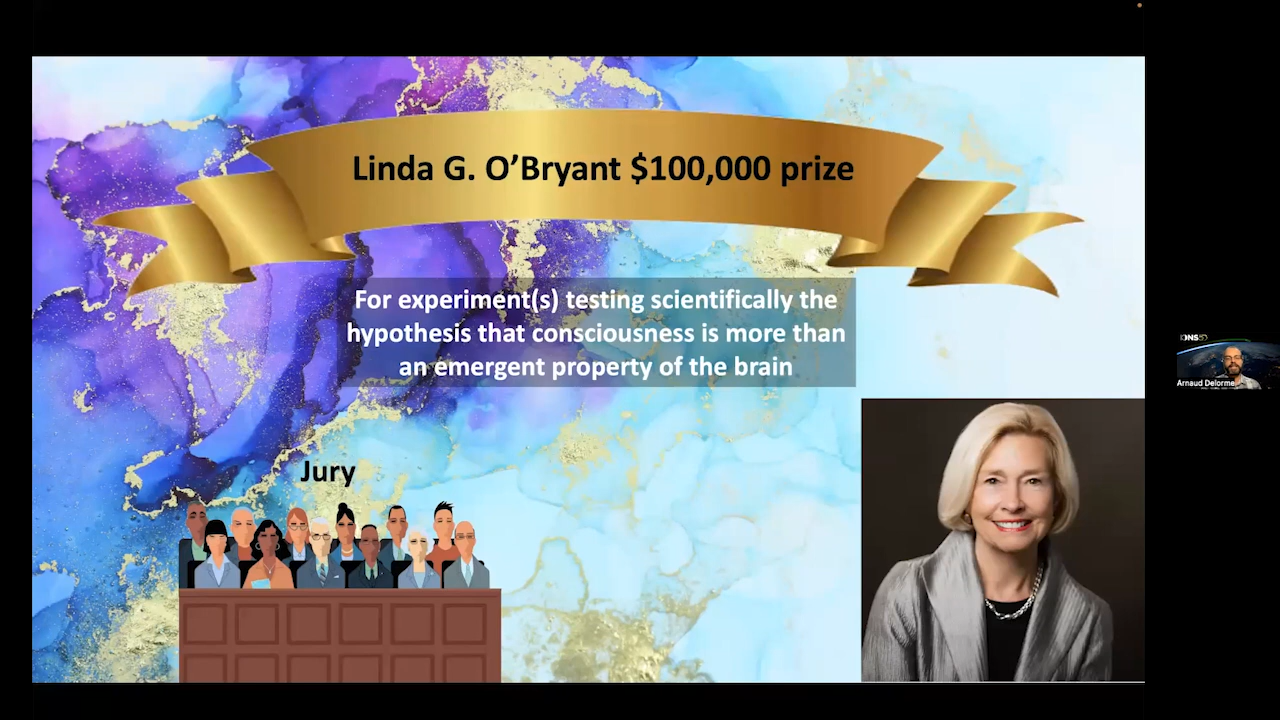 Linda G. O’Bryant $100,000 prize
For experiment(s) testing scientifically the
hypothesis that consciousness is more than
an emergent property of the brain
Jury
Arnaud Delorme